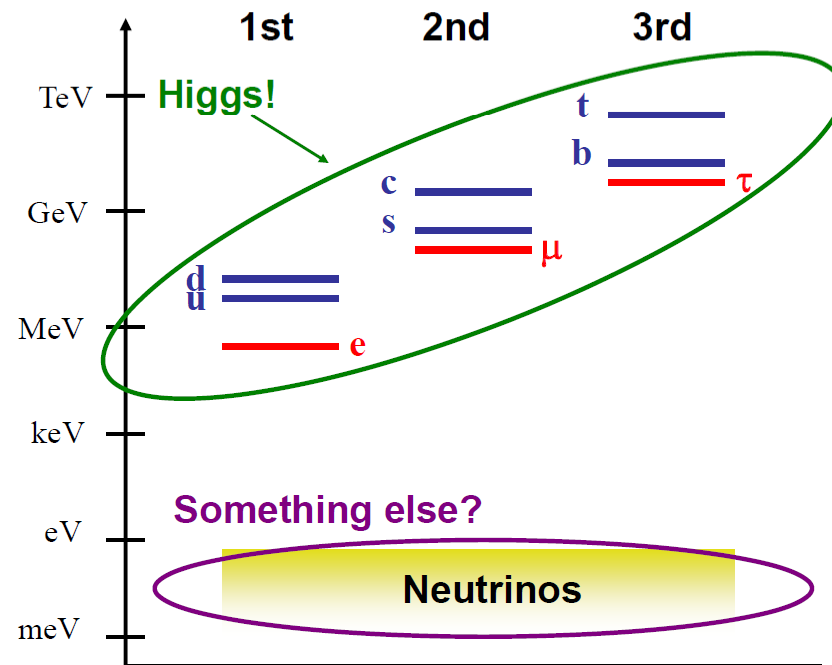 1st 2nd 3rd
TeV
Higgs!
t
b
τ
c
GeV
s
μ
d
u
MeV
e
keV
Something else?
eV
Neutrinos
meV